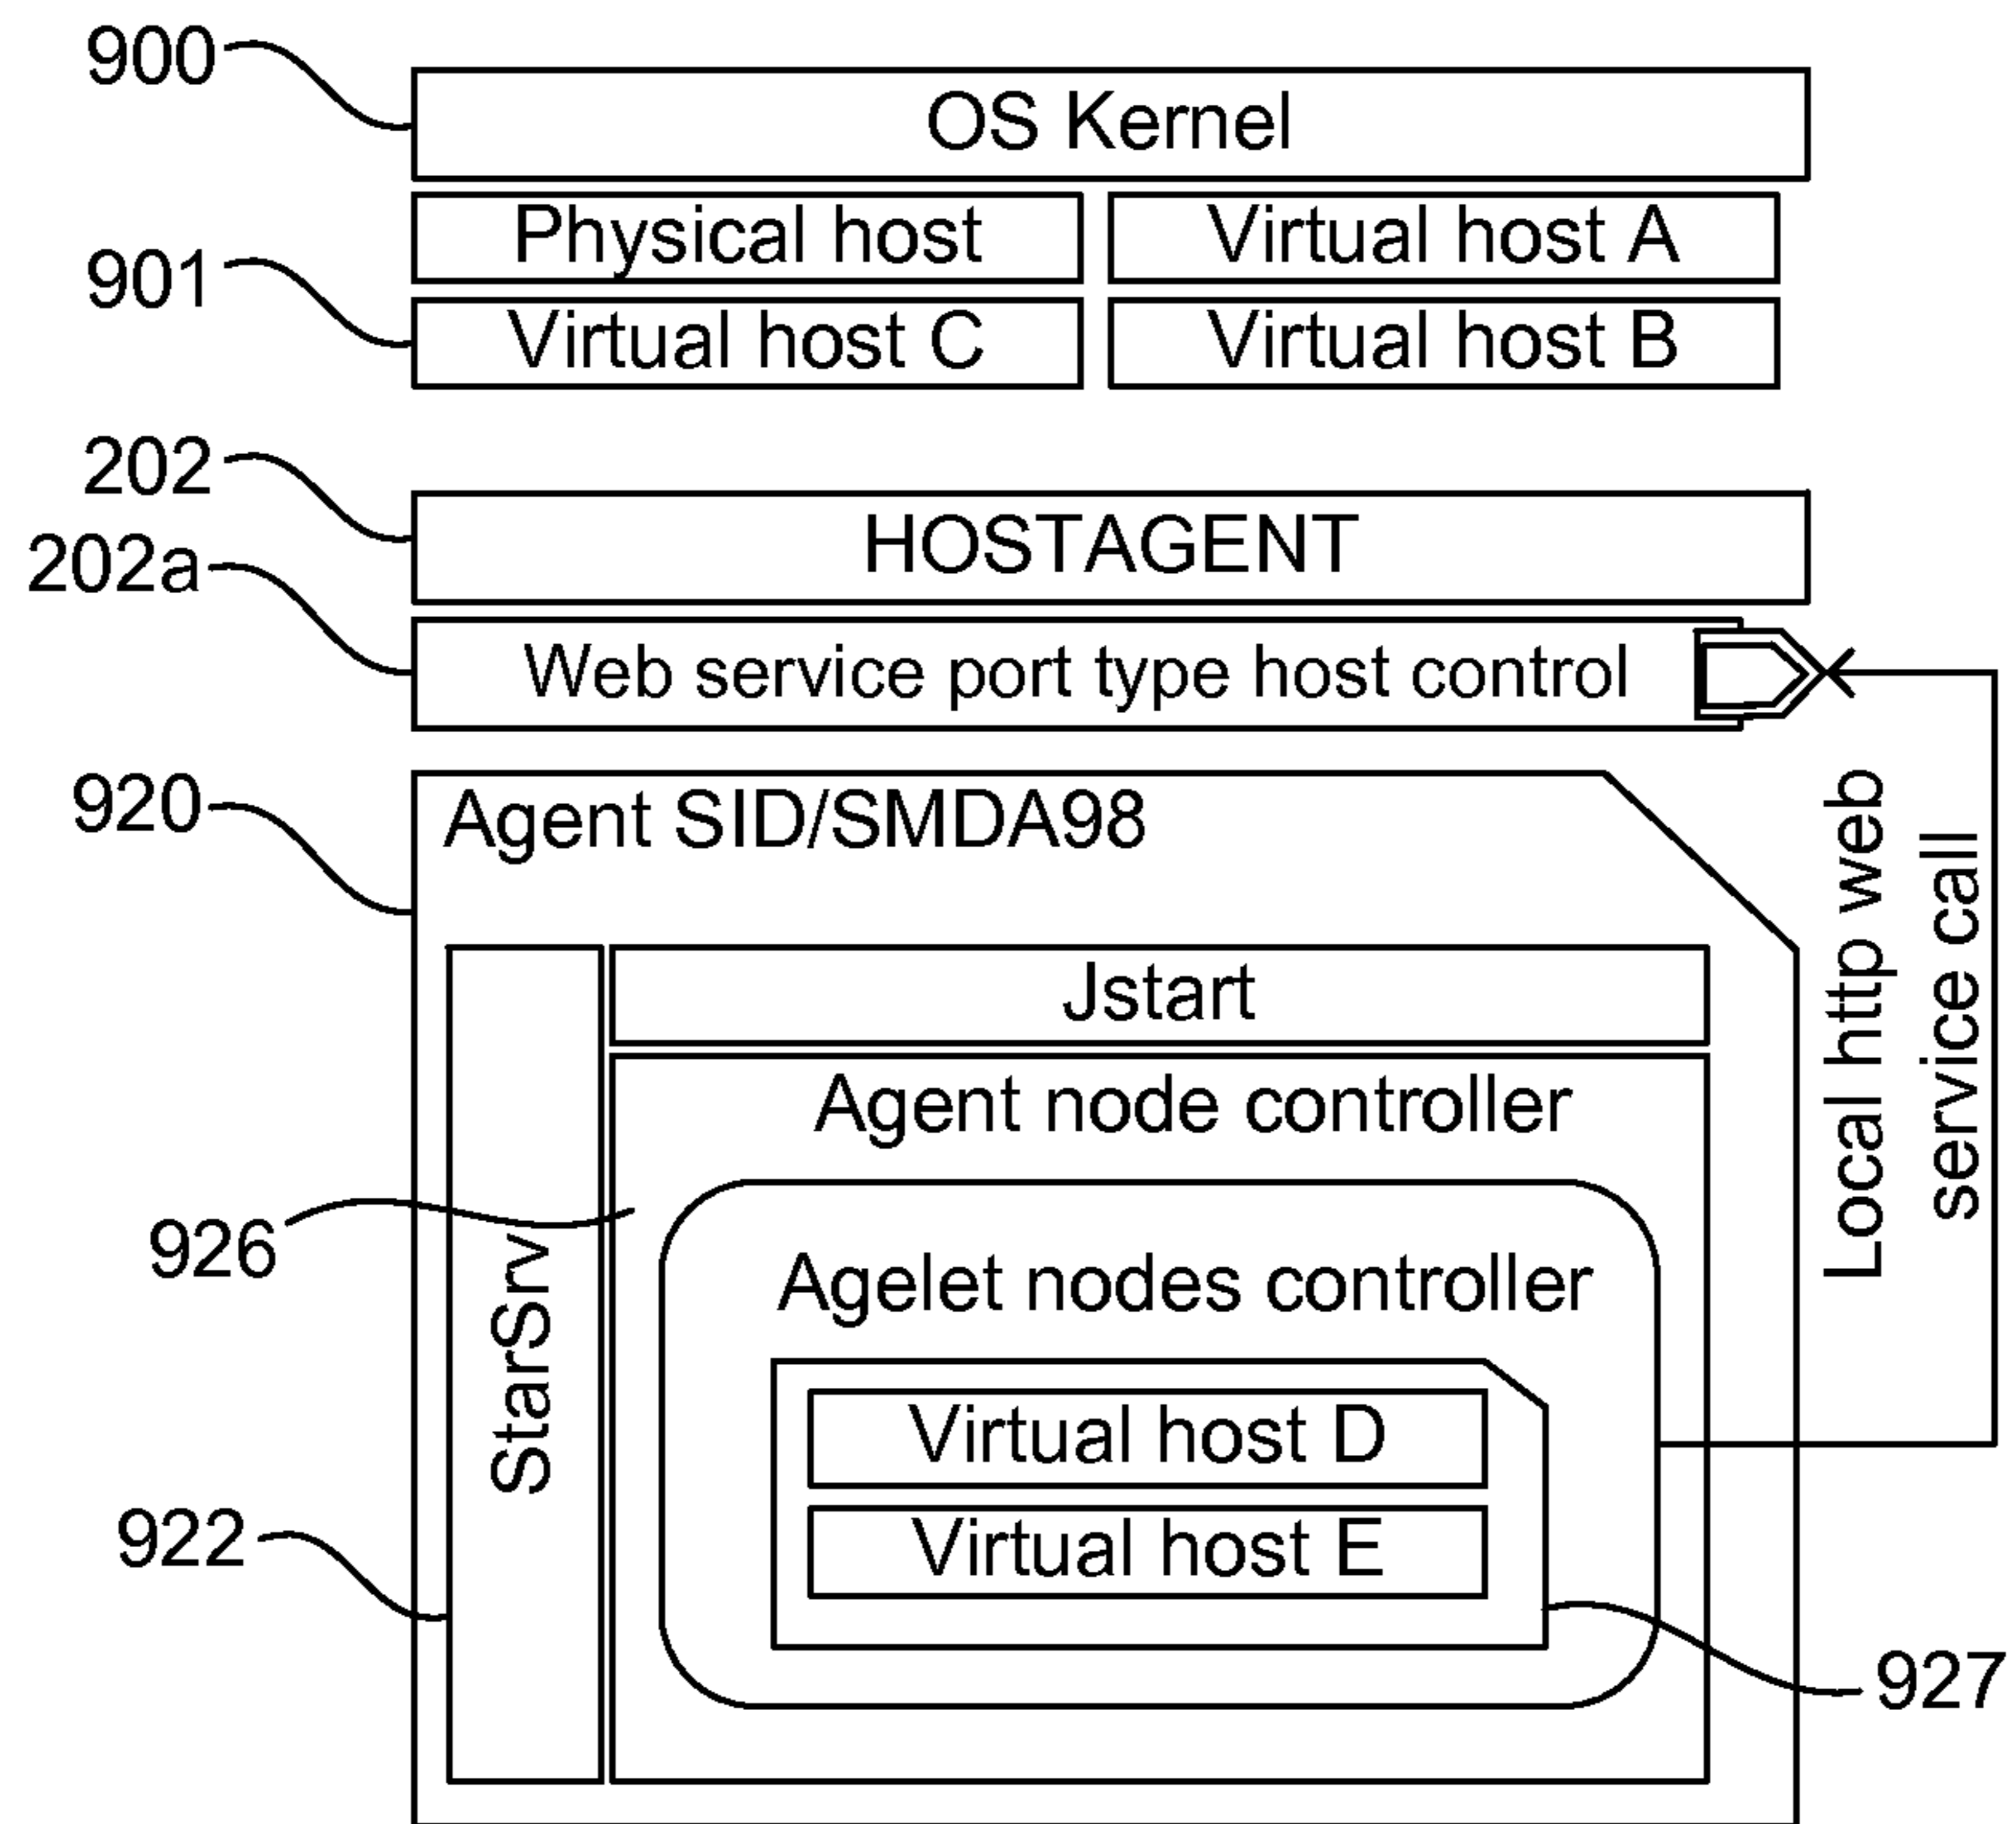 900
OS Kernel
Physical host
Virtual host A
901
Virtual host C
Virtual host B
202
HOSTAGENT
202a
Web service port type host control
920
Agent SID/SMDA98
Local http web
service call
Jstart
Agent node controller
926
StarSrv
Agelet nodes controller
Virtual host D
922
Virtual host E
927